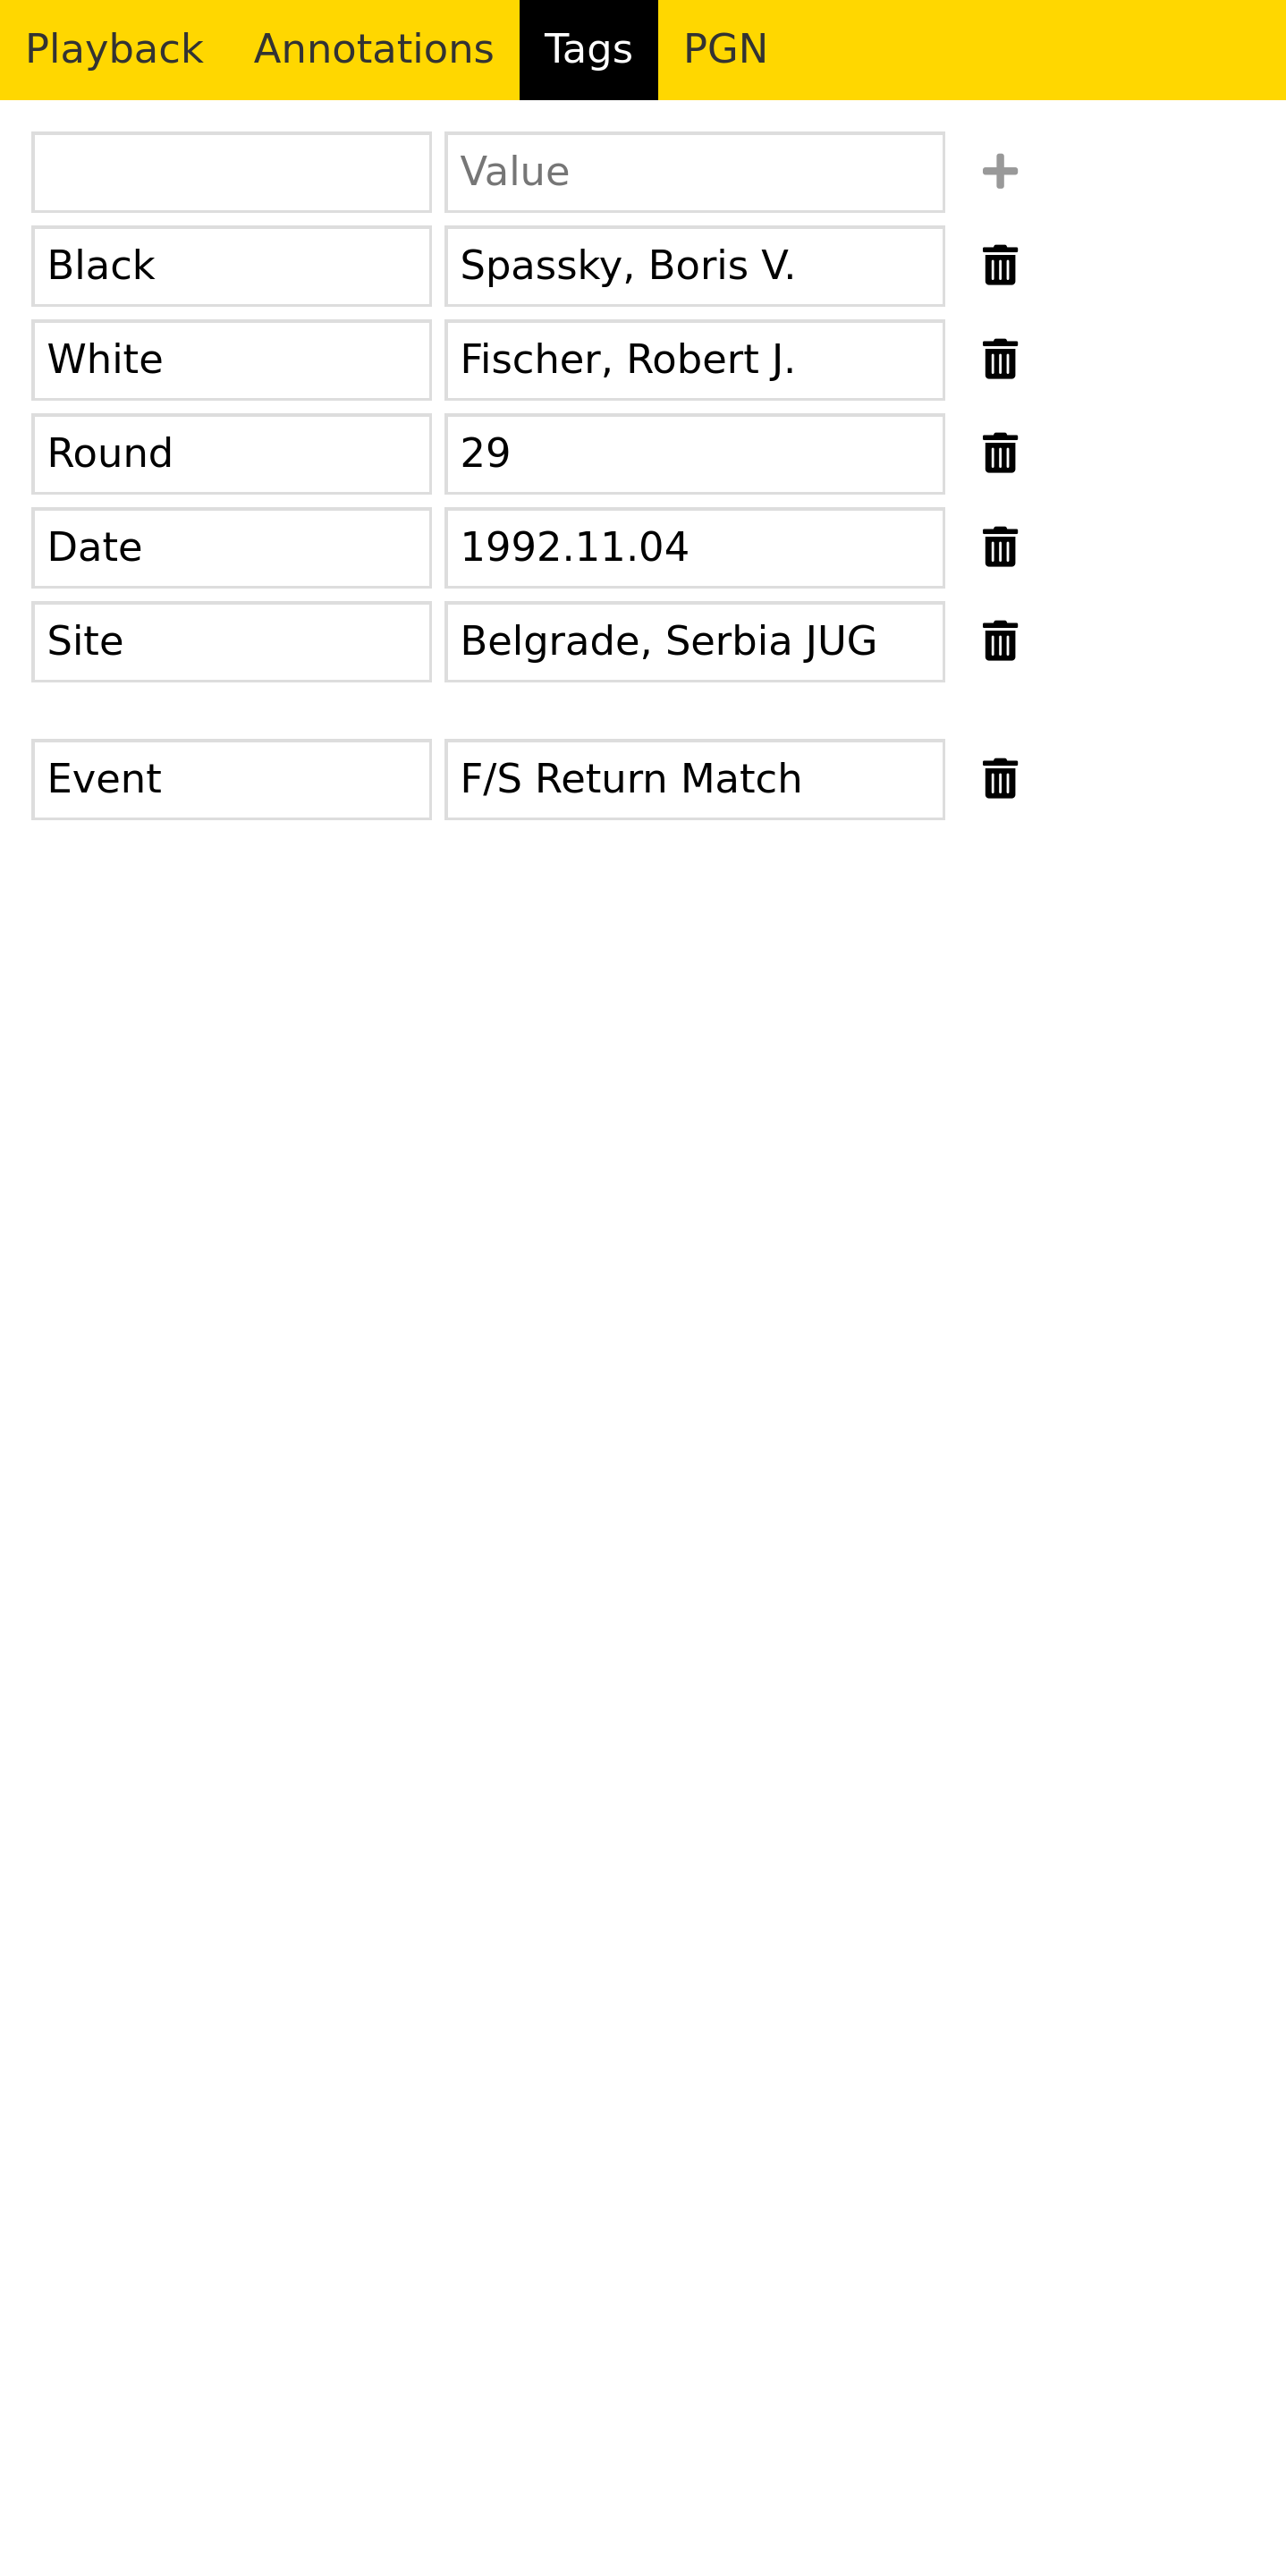 Playback Annotations Tags PGN
Value
Black Spassky, Boris V.
White Fischer, Robert J.
Round 29
Date 1992.11.04
Site Belgrade, Serbia JUG
Event F/S Return Match